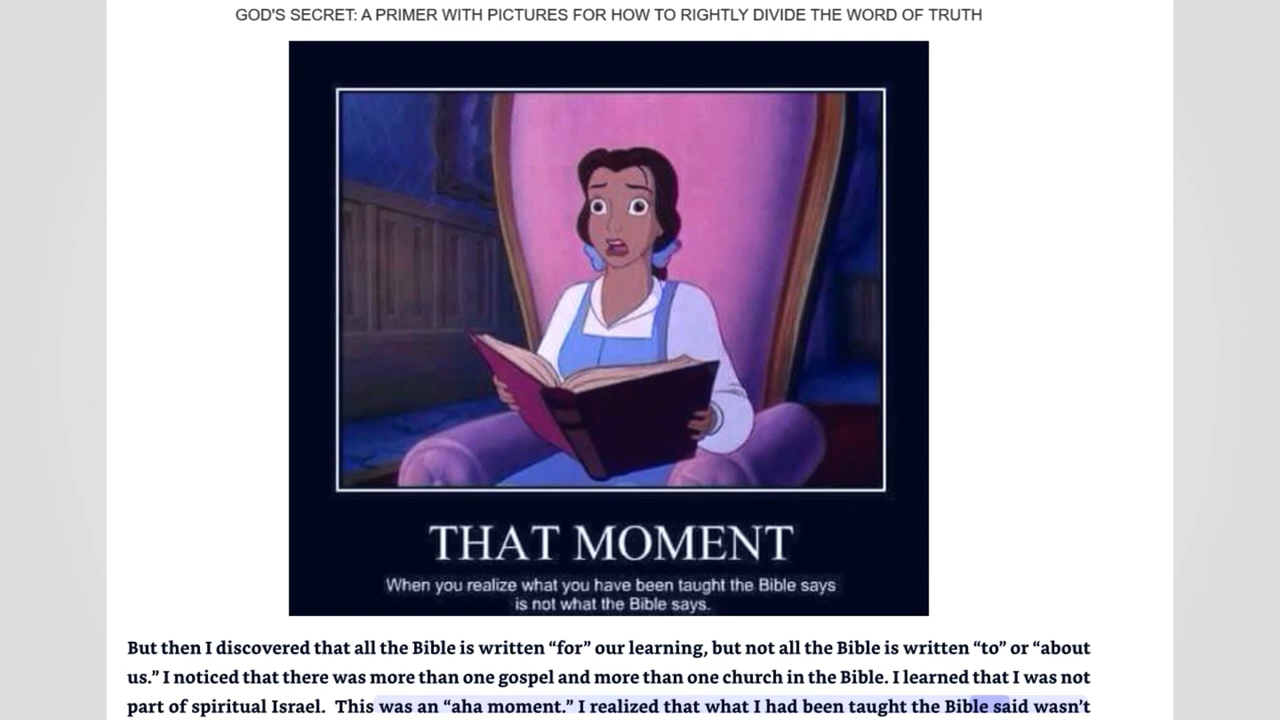 GOD'S SECRET: A PRIMER WITH PICTURES FOR HOW TO RIGHTLY DIVIDE THE WORD OF TRUTH
THAT MOMENT
When you realize what you have been taught the Bible says
is not what the Bible says.
But then I discovered that all the Bible is written “for” our learning, but not all the Bible is written “to” or “about
us.” I noticed that there was more than one gospel and more than one church in the Bible. I learned that I was not
part of spiritual Israel.  This was an “aha moment.” I realized that what I had been taught the Bible said wasn’t